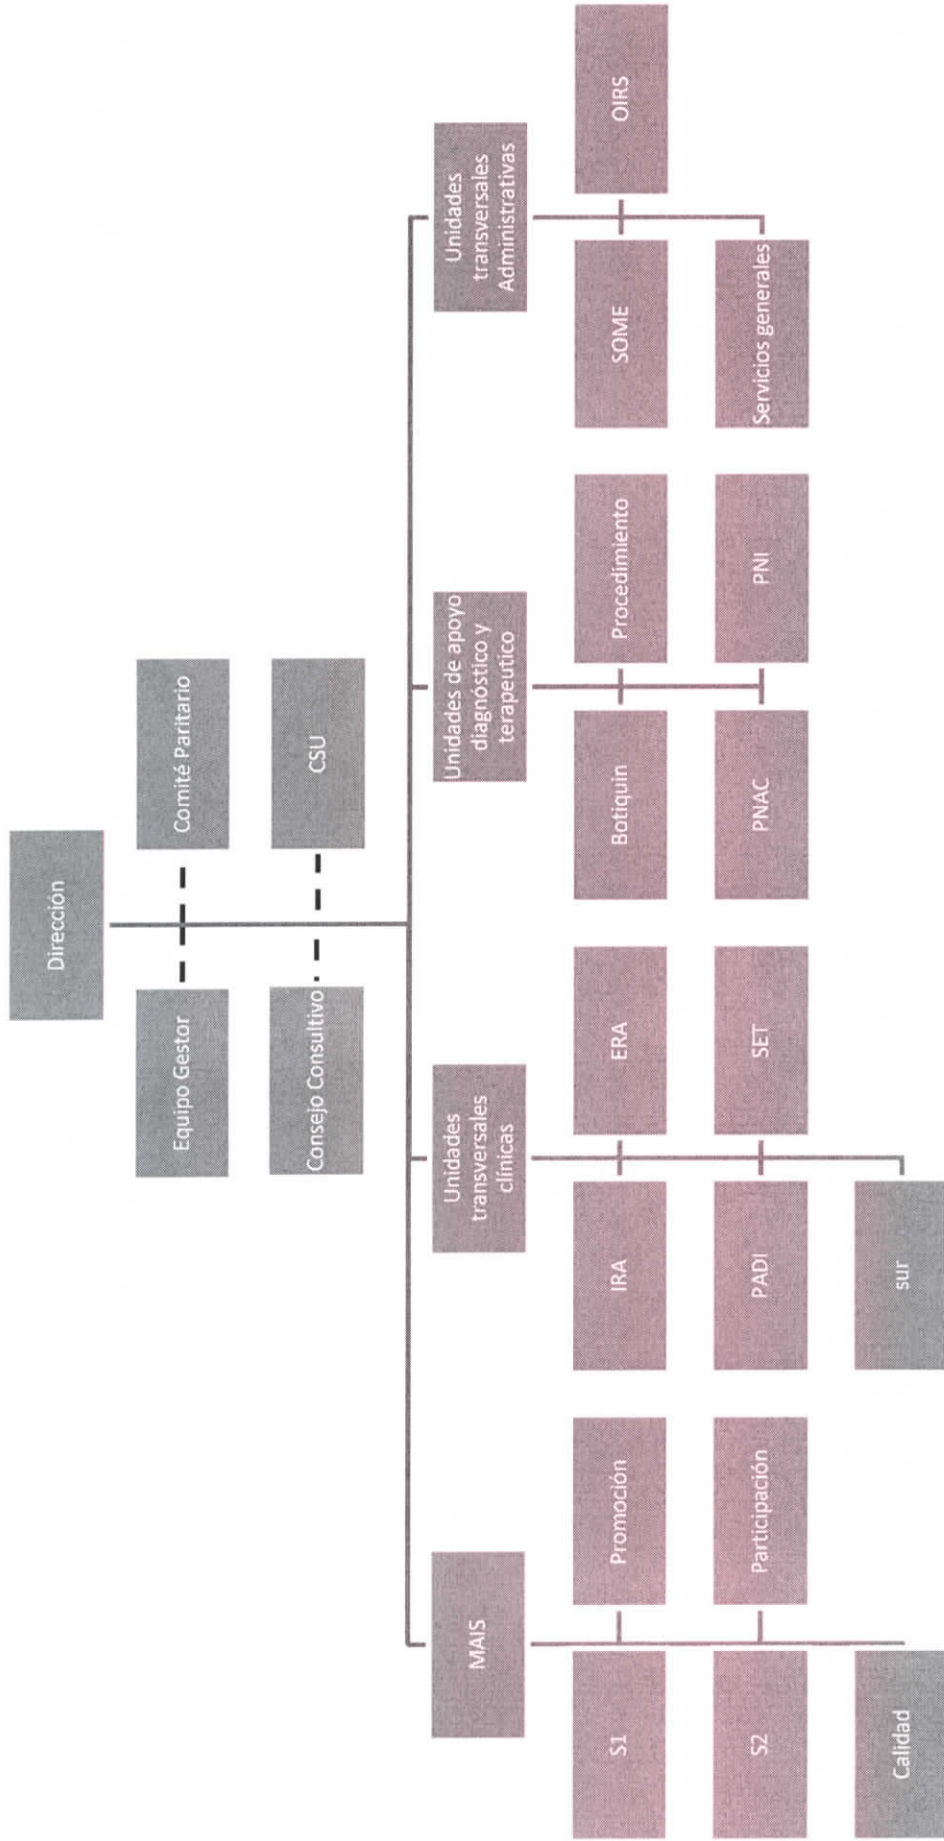 Dirección
Equipo Gestor
Comité Paritario
Consejo Consultivo
CSU
MAIS
S1
Promoción
S2
Participación
Calidad
Unidades
transversales
clínicas
IRA
ERA
PADI
SET
sur
Unidades de apoyo
diagnóstico y
terapeutico
Botiquin
Procedimiento
PNAC
PNI
Unidades
transversales
Administrativas
SOME
OIRS
Servicios generales